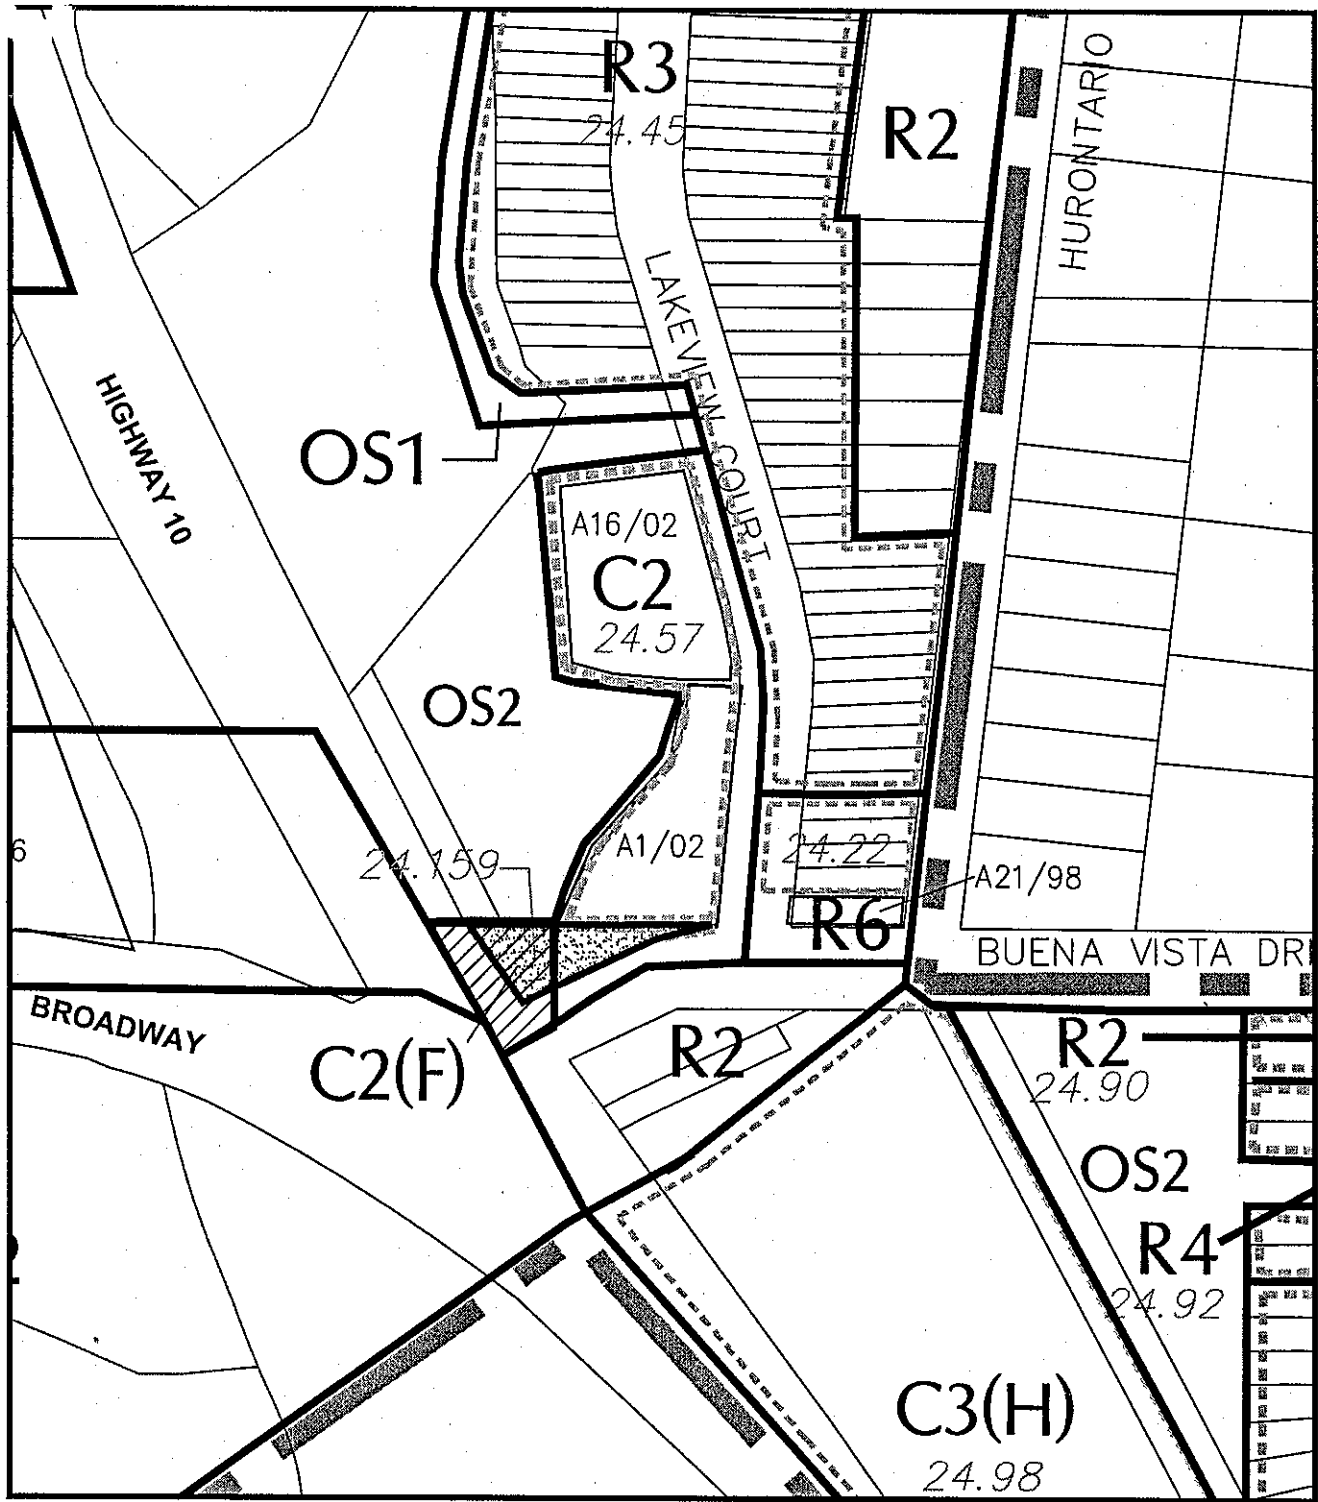 R3
24.45
R2
HURONTARIO
LAKEVIEW COURT
HIGHWAY 10
OS1
A16/02
C2
24.57
OS2
24.159
A1/02
24.22
A21/98
R6
6
BUENA VISTA DRI
BROADWAY
C2(F)
R2
R2
24.90
OS2
R4
24.92
C3(H)
24.98